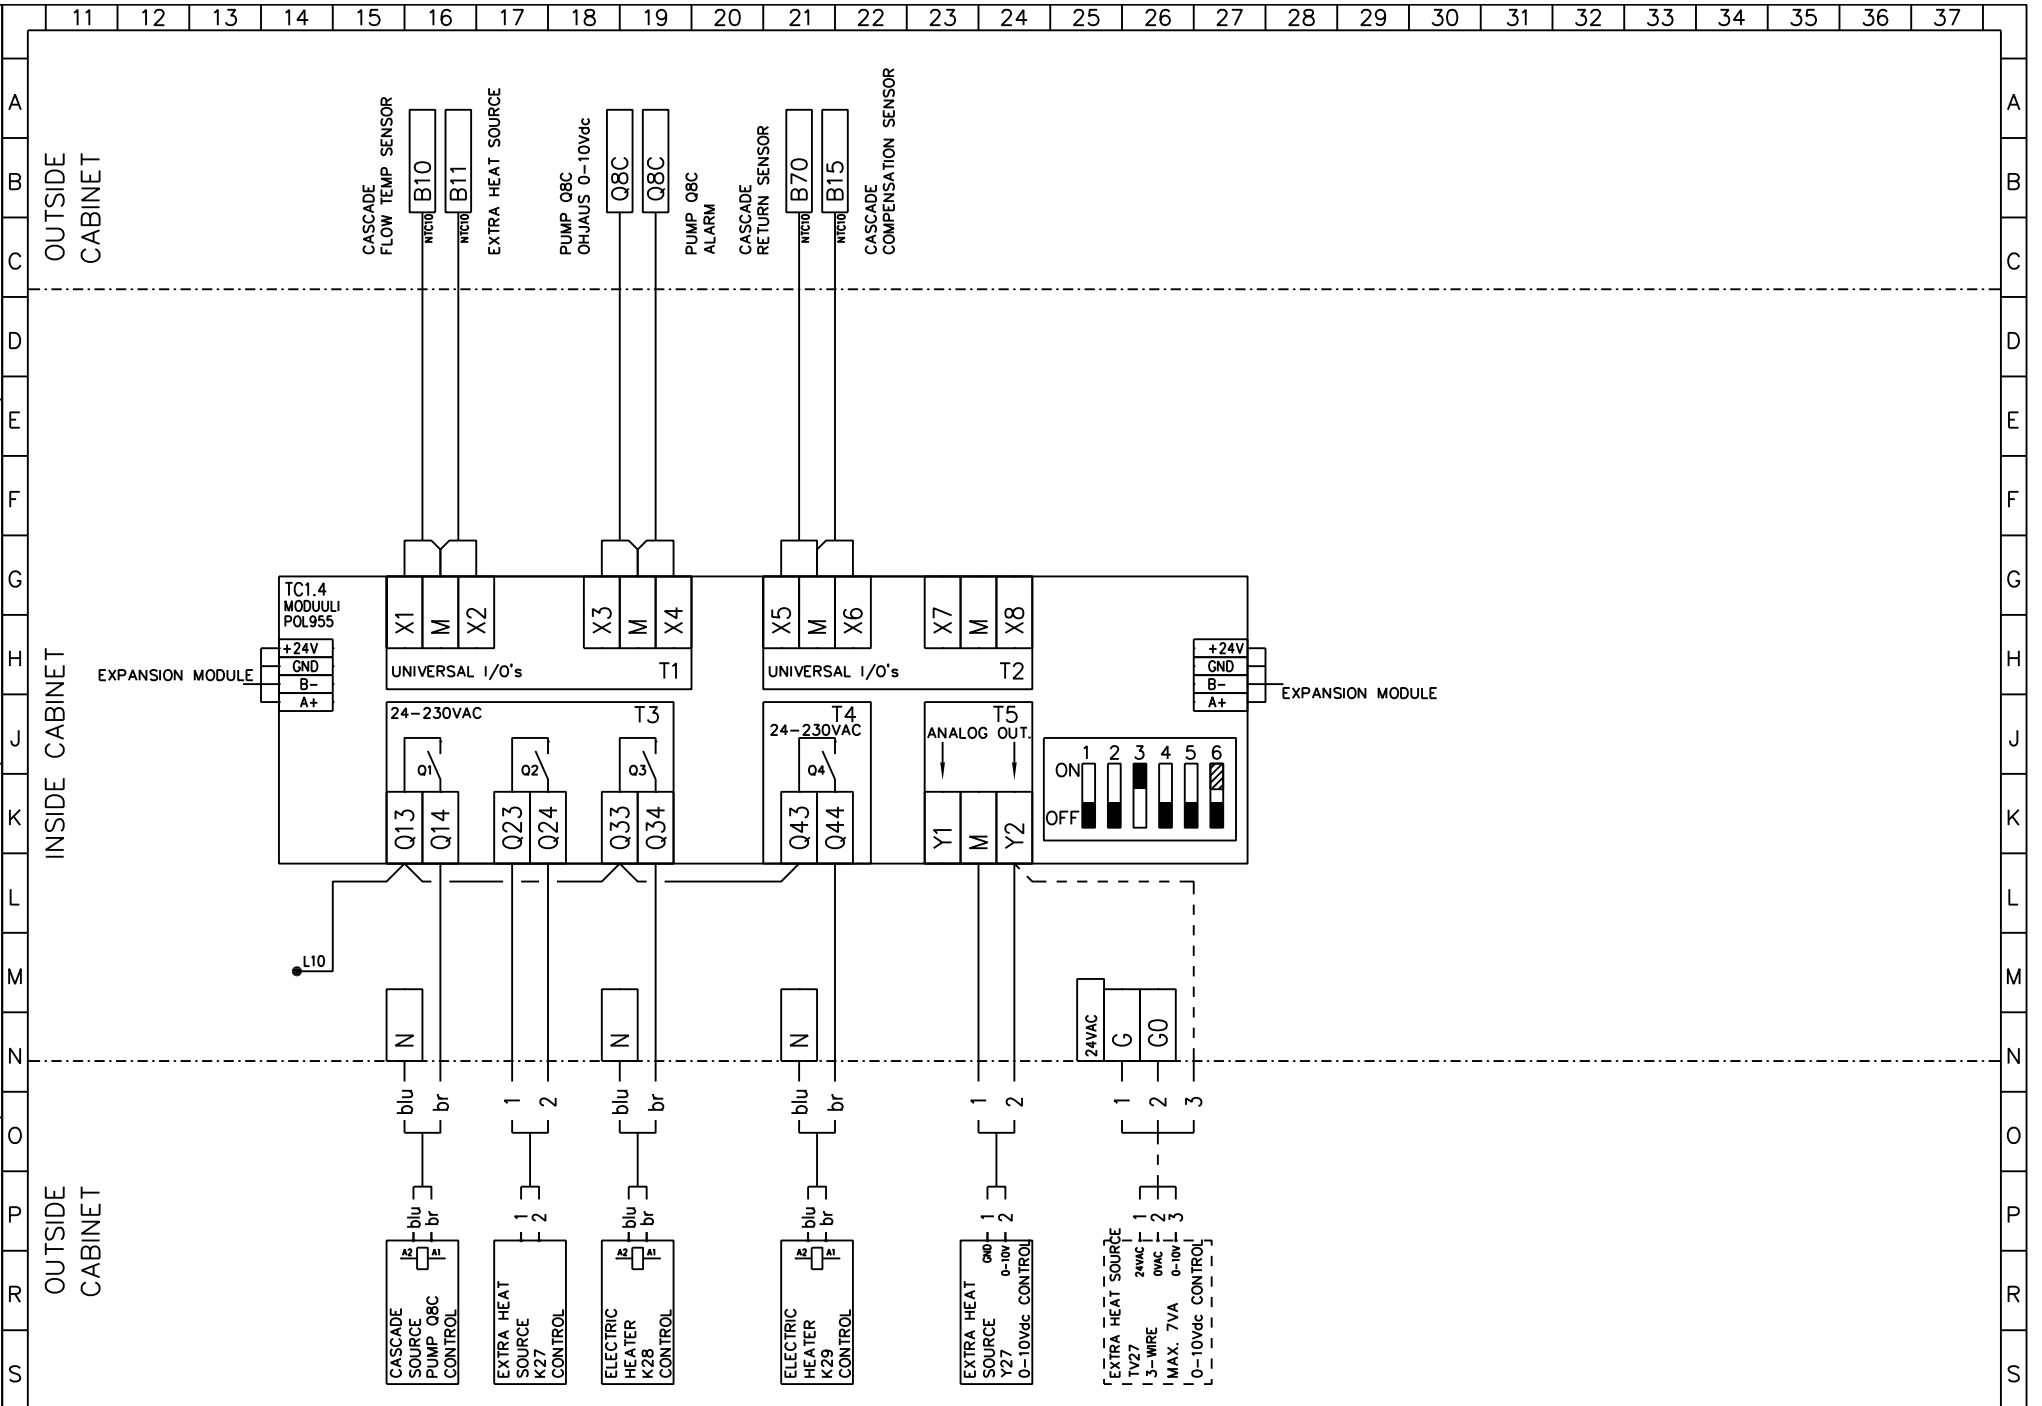 11 12 13 14 15 16 17 18 19 20 21 22 23 24 25 26 27 28 29 30 31 32 33 34 35 36 37
A
B
C
D
E
F
G
H
J
K
L
M
N
O
P
R
S
A
B
C
D
E
F
G
H
J
K
L
M
N
O
P
R
S
OUTSIDE
CABINET
CASCADE
FLOW TEMP SENSOR
B10
NTC10
B11
NTC10
EXTRA HEAT SOURCE
PUMP Q8C
OHJAUS 0-10Vdc
Q8C
Q8C
PUMP Q8C
ALARM
CASCADE
RETURN SENSOR
B70
NTC10
B15
NTC10
CASCADE
COMPENSATION SENSOR
INSIDE CABINET
TC1.4
MODUULI
POL955
+24V
GND
B-
A+
EXPANSION MODULE
X1 M X2
X3 M X4
UNIVERSAL I/O's T1
X5 M X6
X7 M X8
UNIVERSAL I/O's T2
+24V
GND
B-
A+
EXPANSION MODULE
24-230VAC T3
Q1 Q2 Q3
Q13 Q14 Q23 Q24 Q33 Q34
T4
24-230VAC
Q4
Q43 Q44
T5
ANALOG OUT.
Y1 M Y2
1 2 3 4 5 6
ON
OFF
L10
N
N
N
24VAC
G
G0
blu br 1 2 blu br blu br 1 2 1 2 3
OUTSIDE
CABINET
blu br
A2 A1
CASCADE
SOURCE
PUMP Q8C
CONTROL
1 2
EXTRA HEAT
SOURCE
K27
CONTROL
blu br
A2 A1
ELECTRIC
HEATER
K28
CONTROL
blu br
A2 A1
ELECTRIC
HEATER
K29
CONTROL
1 2
GND
0-10V
EXTRA HEAT
SOURCE
Y27
0-10Vdc CONTROL
1 2 3
24VAC
0VAC
0-10V
EXTRA HEAT SOURCE
TV27
3-WIRE
MAX. 7VA
0-10Vdc CONTROL